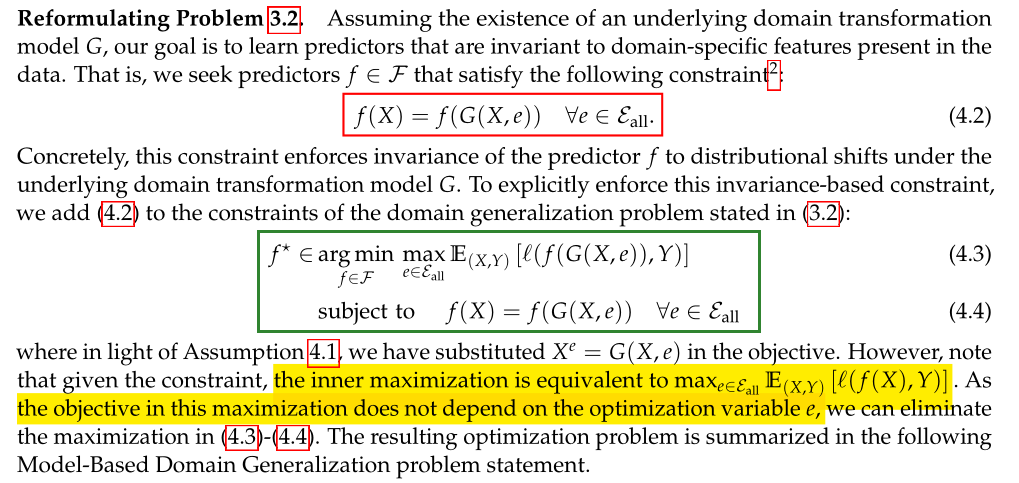 Reformulating Problem 3.2. Assuming the existence of an underlying domain transformation
model G, our goal is to learn predictors that are invariant to domain-specific features present in the
data. That is, we seek predictors f ∈ ℱ that satisfy the following constraint²:
f(X) = f(G(X, e)) ∀e ∈ ℰ_all. (4.2)
Concretely, this constraint enforces invariance of the predictor f to distributional shifts under the
underlying domain transformation model G. To explicitly enforce this invariance-based constraint,
we add (4.2) to the constraints of the domain generalization problem stated in (3.2):
f* ∈ arg min_{f∈ℱ} max_{e∈ℰ_all} 𝔼_(X,Y) [ℓ(f(G(X, e)), Y)] (4.3)
subject to f(X) = f(G(X, e)) ∀e ∈ ℰ_all (4.4)
where in light of Assumption 4.1, we have substituted Xᵉ = G(X, e) in the objective. However, note
that given the constraint, the inner maximization is equivalent to max_{e∈ℰ_all} 𝔼_(X,Y) [ℓ(f(X), Y)]. As
the objective in this maximization does not depend on the optimization variable e, we can eliminate
the maximization in (4.3)-(4.4). The resulting optimization problem is summarized in the following
Model-Based Domain Generalization problem statement.